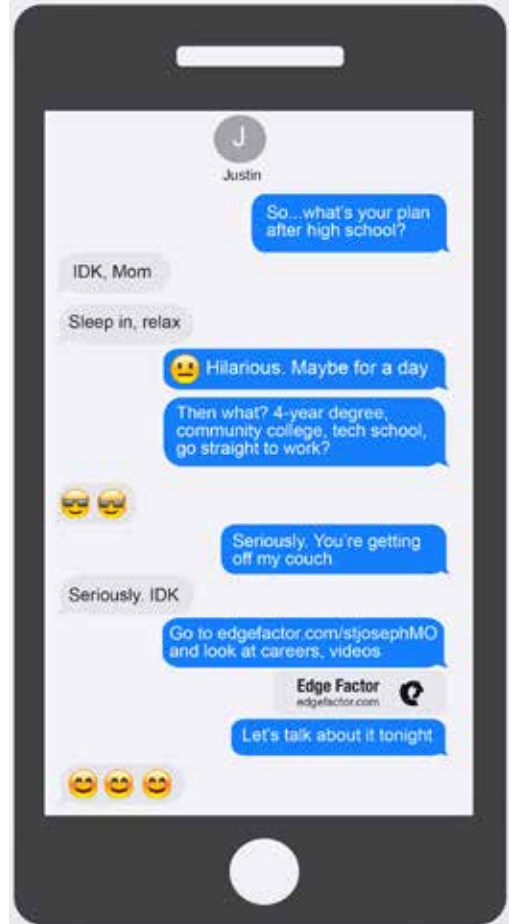 J
Justin
So...what's your plan
after high school?
IDK, Mom
Sleep in, relax
😐 Hilarious. Maybe for a day
Then what? 4-year degree,
community college, tech school,
go straight to work?
😎 😎
Seriously. You're getting
off my couch
Seriously. IDK
Go to edgefactor.com/stjosephMO
and look at careers, videos
Edge Factor
edgefactor.com
Let's talk about it tonight
😊 😊 😊